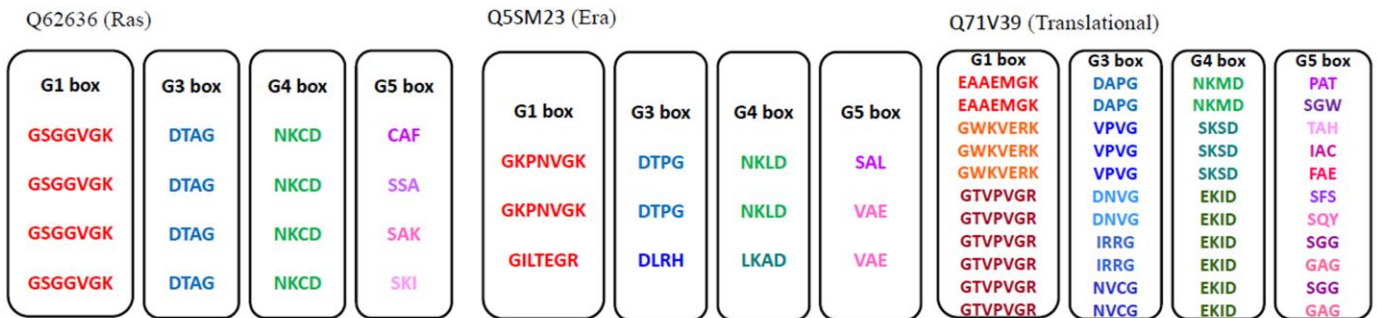 Q62636 (Ras)
G1 box G3 box G4 box G5 box
GSGGVGK DTAG NKCD CAF
GSGGVGK DTAG NKCD SSA
GSGGVGK DTAG NKCD SAK
GSGGVGK DTAG NKCD SKI
Q5SM23 (Era)
G1 box G3 box G4 box G5 box
GKPNVGK DTPG NKLD SAL
GKPNVGK DTPG NKLD VAE
GILTEGR DLRH LKAD VAE
Q71V39 (Translational)
G1 box G3 box G4 box G5 box
EAAEMGK DAPG NKMD PAT
EAAEMGK DAPG NKMD SGW
GWKVERK VPVG SKSD TAH
GWKVERK VPVG SKSD IAC
GWKVERK VPVG SKSD FAE
GTVPVGR DNVG EKID SFS
GTVPVGR DNVG EKID SQY
GTVPVGR IRRG EKID SGG
GTVPVGR IRRG EKID GAG
GTVPVGR NVCG EKID SGG
GTVPVGR NVCG EKID GAG